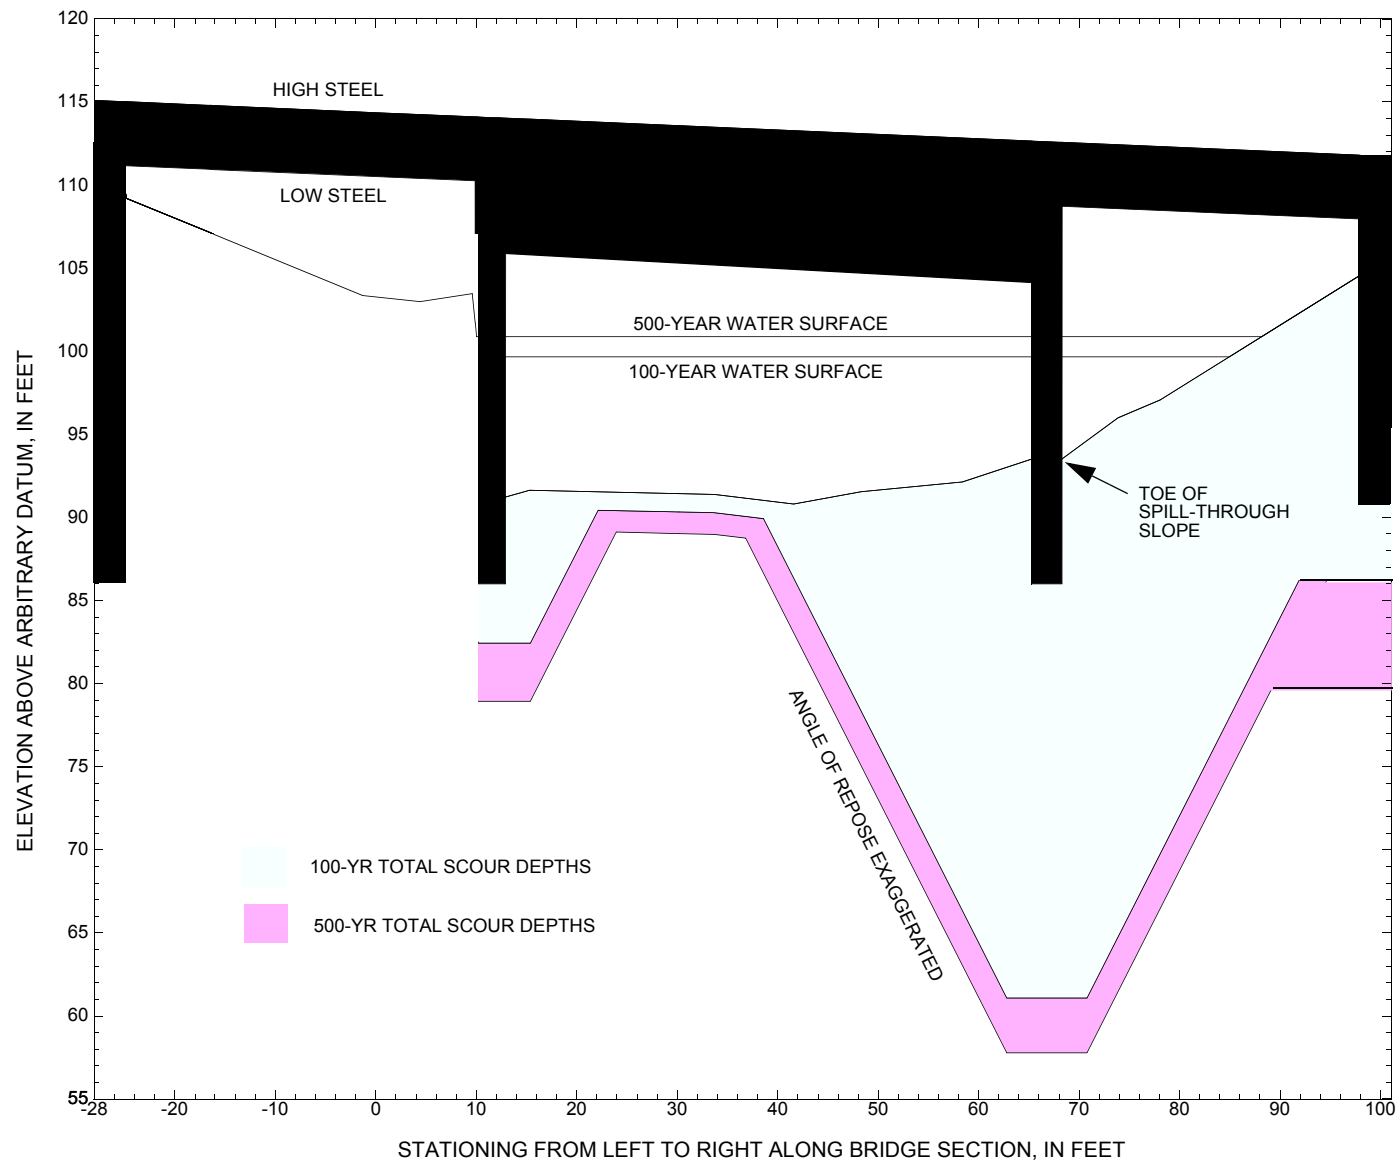 120
115
110
105
100
95
90
85
80
75
70
65
60
55
ELEVATION ABOVE ARBITRARY DATUM, IN FEET
HIGH STEEL
LOW STEEL
500-YEAR WATER SURFACE
100-YEAR WATER SURFACE
TOE OF
SPILL-THROUGH
SLOPE
ANGLE OF REPOSE EXAGGERATED
100-YR TOTAL SCOUR DEPTHS
500-YR TOTAL SCOUR DEPTHS
-28 -20 -10 0 10 20 30 40 50 60 70 80 90 100
STATIONING FROM LEFT TO RIGHT ALONG BRIDGE SECTION, IN FEET